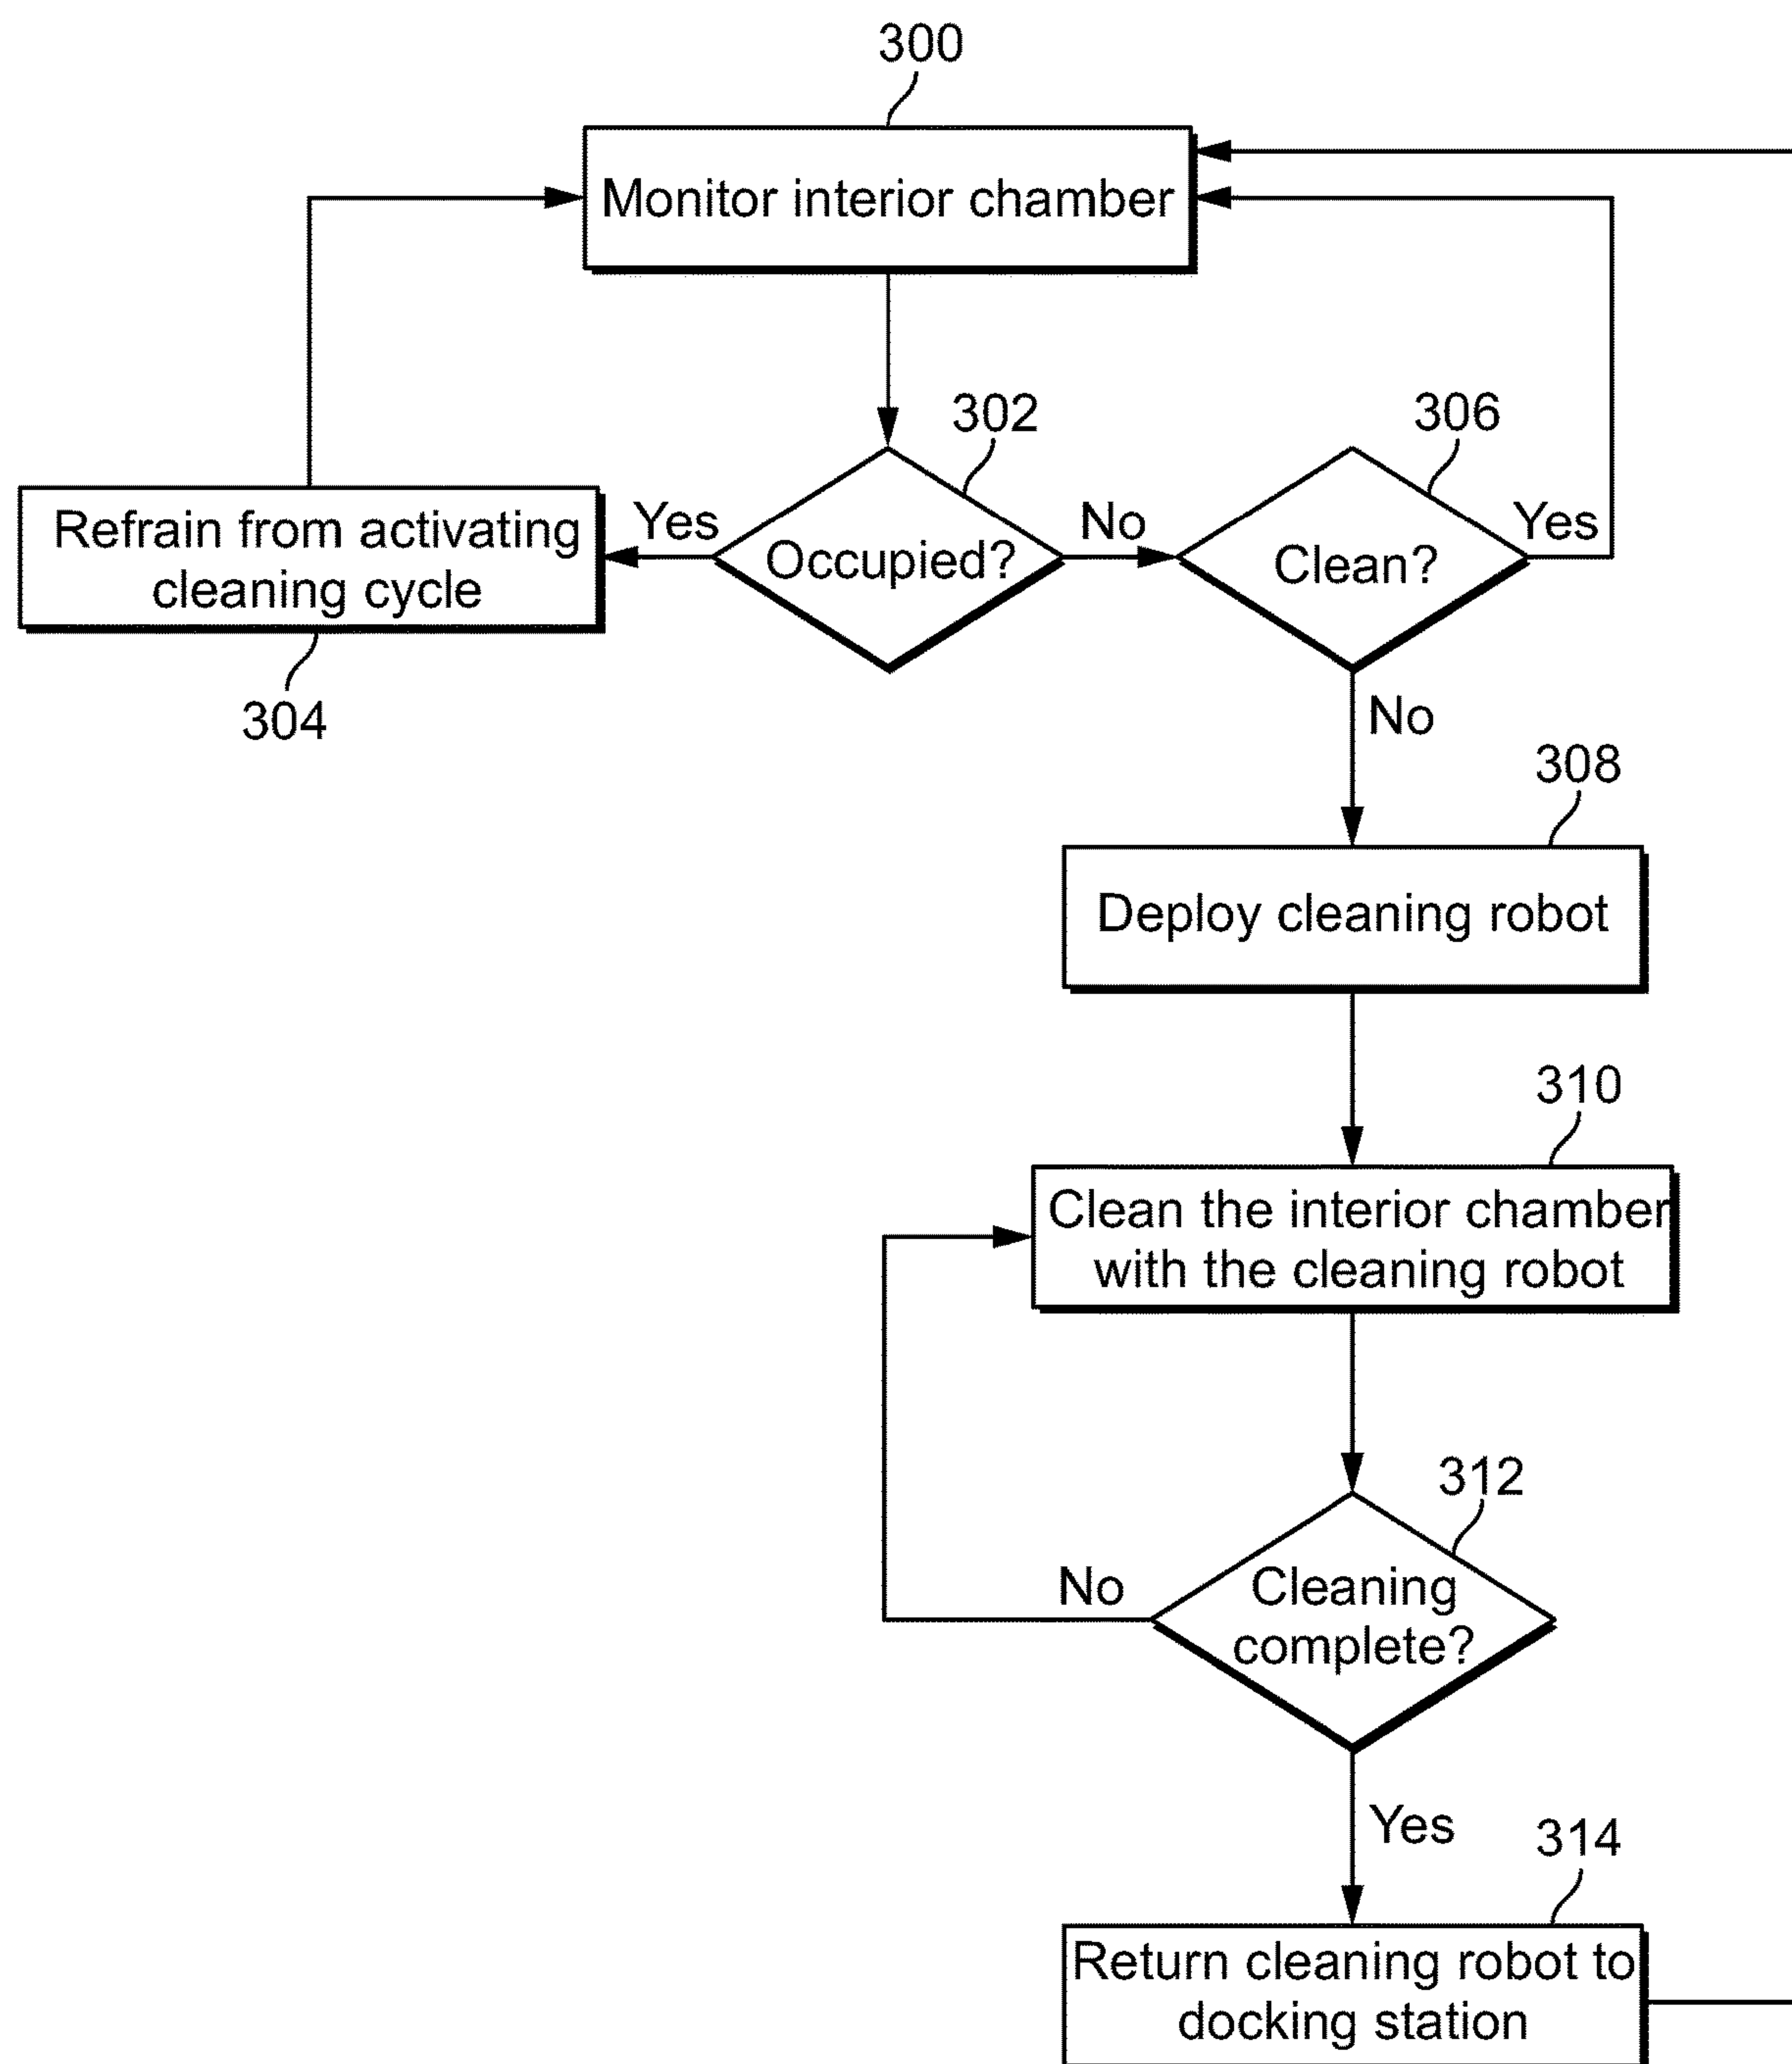 300
Monitor interior chamber
302
306
Refrain from activating
cleaning cycle
Yes
Occupied?
No
Clean?
Yes
304
No
308
Deploy cleaning robot
310
Clean the interior chamber
with the cleaning robot
312
No
Cleaning
complete?
Yes
314
Return cleaning robot to
docking station